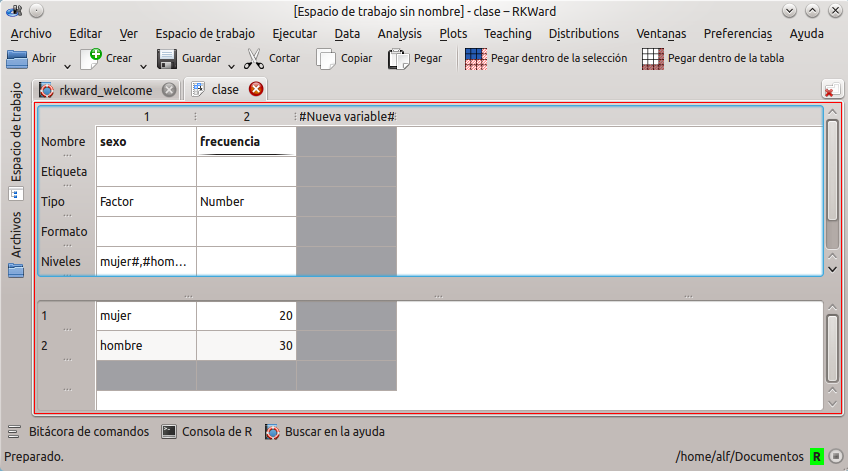 [Espacio de trabajo sin nombre] - clase – RKWard
Archivo Editar Ver Espacio de trabajo Ejecutar Data Analysis Plots Teaching Distributions Ventanas Preferencias Ayuda
Abrir Crear Guardar Cortar Copiar Pegar Pegar dentro de la selección Pegar dentro de la tabla
rkward_welcome clase
Espacio de trabajo
Archivos
1 2 #Nueva variable#
Nombre sexo frecuencia
Etiqueta
Tipo Factor Number
Formato
Niveles mujer#,#hom...
1 mujer 20
2 hombre 30
Bitácora de comandos Consola de R Buscar en la ayuda
Preparado. /home/alf/Documentos R